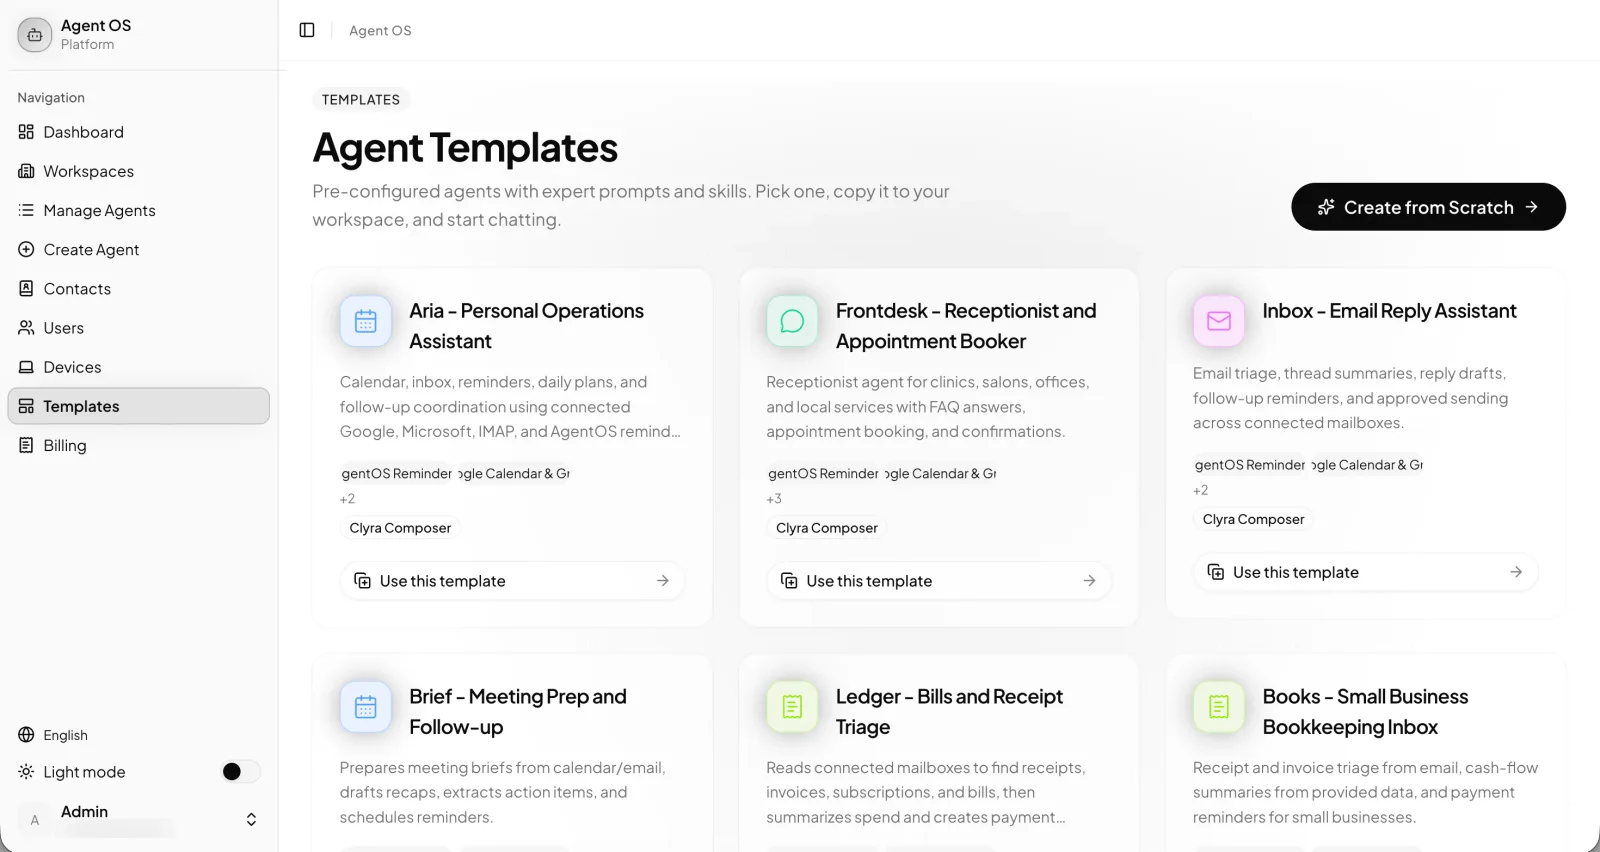 Agent OS
Platform
Navigation
Dashboard
Workspaces
Manage Agents
Create Agent
Contacts
Users
Devices
Templates
Billing
English
Light mode
A
Admin
Agent OS
TEMPLATES
Agent Templates
Pre-configured agents with expert prompts and skills. Pick one, copy it to your
workspace, and start chatting.
Create from Scratch
Aria - Personal Operations
Assistant
Calendar, inbox, reminders, daily plans, and
follow-up coordination using connected
Google, Microsoft, IMAP, and AgentOS remind...
gentOS Reminder ogle Calendar & Gr
+2
Clyra Composer
Use this template
Frontdesk - Receptionist and
Appointment Booker
Receptionist agent for clinics, salons, offices,
and local services with FAQ answers,
appointment booking, and confirmations.
gentOS Reminder ogle Calendar & Gr
+3
Clyra Composer
Use this template
Inbox - Email Reply Assistant
Email triage, thread summaries, reply drafts,
follow-up reminders, and approved sending
across connected mailboxes.
gentOS Reminder ogle Calendar & Gr
+2
Clyra Composer
Use this template
Brief - Meeting Prep and
Follow-up
Prepares meeting briefs from calendar/email,
drafts recaps, extracts action items, and
schedules reminders.
Ledger - Bills and Receipt
Triage
Reads connected mailboxes to find receipts,
invoices, subscriptions, and bills, then
summarizes spend and creates payment...
Books - Small Business
Bookkeeping Inbox
Receipt and invoice triage from email, cash-flow
summaries from provided data, and payment
reminders for small businesses.